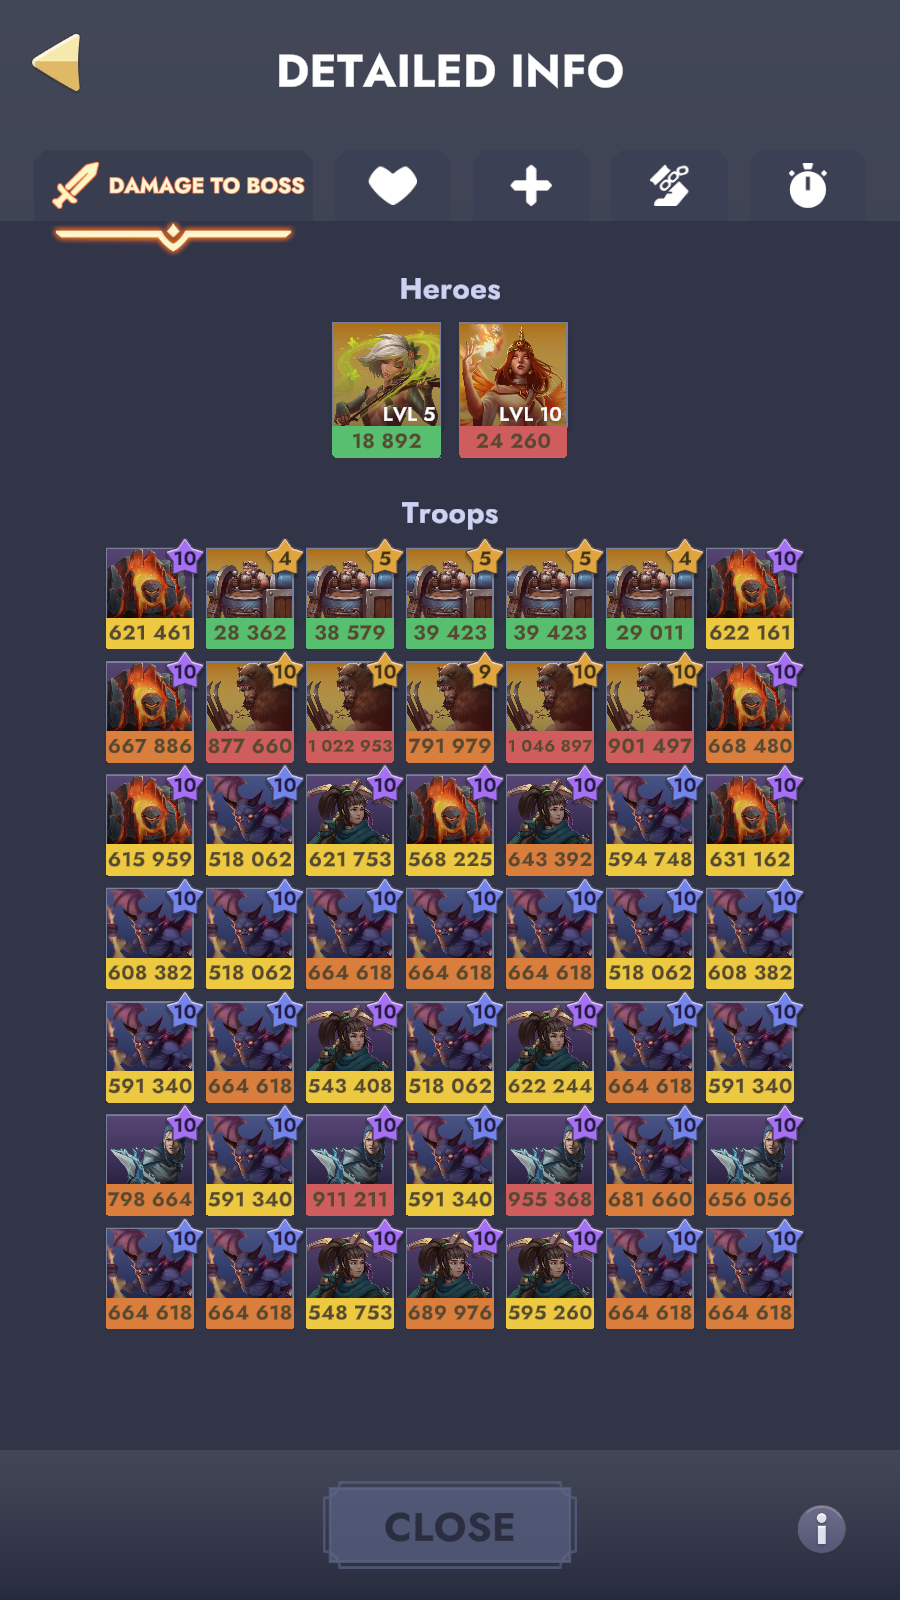 DETAILED INFO
DAMAGE TO BOSS
Heroes
LVL 5 LVL 10
18 892 24 260
Troops
10 4 5 5 5 4 10
621 461 28 362 38 579 39 423 39 423 29 011 622 161
10 10 10 9 10 10 10
667 886 877 660 1 022 953 791 979 1 046 897 901 497 668 480
10 10 10 10 10 10 10
615 959 518 062 621 753 568 225 643 392 594 748 631 162
10 10 10 10 10 10 10
608 382 518 062 664 618 664 618 664 618 518 062 608 382
10 10 10 10 10 10 10
591 340 664 618 543 408 518 062 622 244 664 618 591 340
10 10 10 10 10 10 10
798 664 591 340 911 211 591 340 955 368 681 660 656 056
10 10 10 10 10 10 10
664 618 664 618 548 753 689 976 595 260 664 618 664 618
CLOSE
i